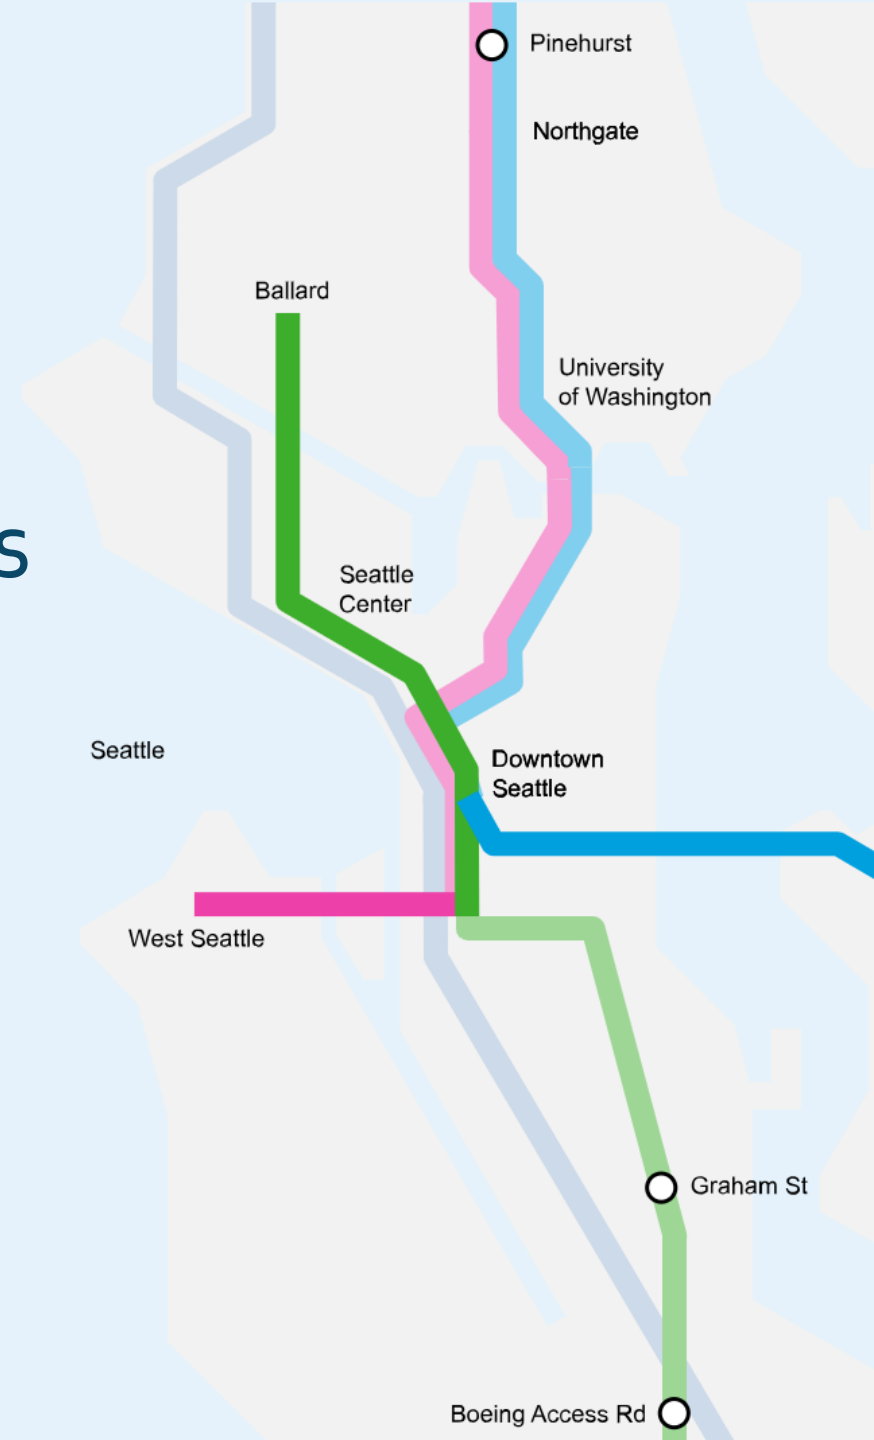 Pinehurst
Northgate
Ballard
University
of Washington
s
Seattle
Center
Seattle
Downtown
Seattle
West Seattle
Graham St
Boeing Access Rd